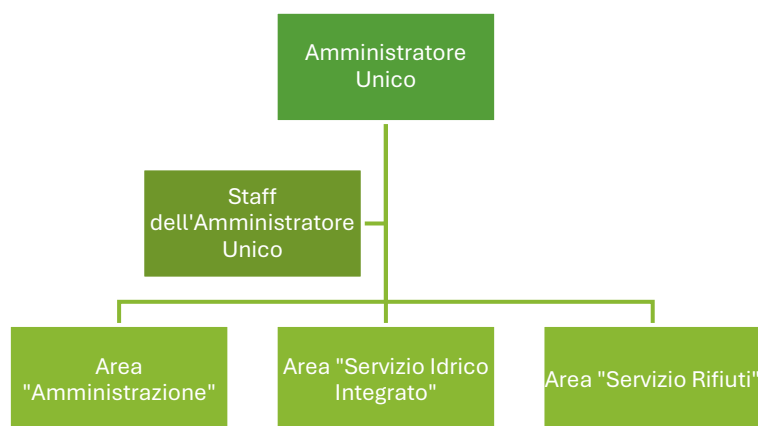 Amministratore
Unico
Staff
dell'Amministratore
Unico
Area
"Amministrazione"
Area "Servizio Idrico
Integrato"
Area "Servizio Rifiuti"